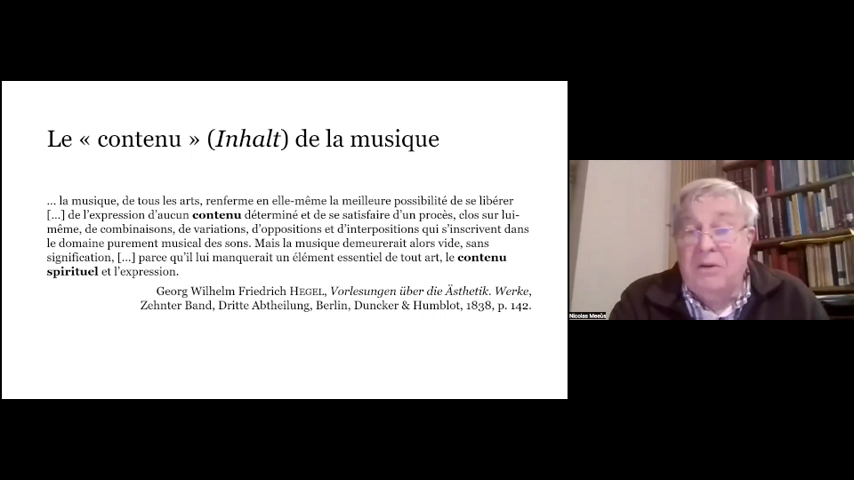 Le « contenu » (Inhalt) de la musique
... la musique, de tous les arts, renferme en elle-même la meilleure possibilité de se libérer
[...] de l'expression d'aucun contenu déterminé et de se satisfaire d'un procès, clos sur lui-
même, de combinaisons, de variations, d'oppositions et d'interpositions qui s'inscrivent dans
le domaine purement musical des sons. Mais la musique demeurerait alors vide, sans
signification, [...] parce qu'il lui manquerait un élément essentiel de tout art, le contenu
spirituel et l'expression.
Georg Wilhelm Friedrich HEGEL, Vorlesungen über die Ästhetik. Werke,
Zehnter Band, Dritte Abtheilung, Berlin, Duncker & Humblot, 1838, p. 142.
Nicolas Meeùs